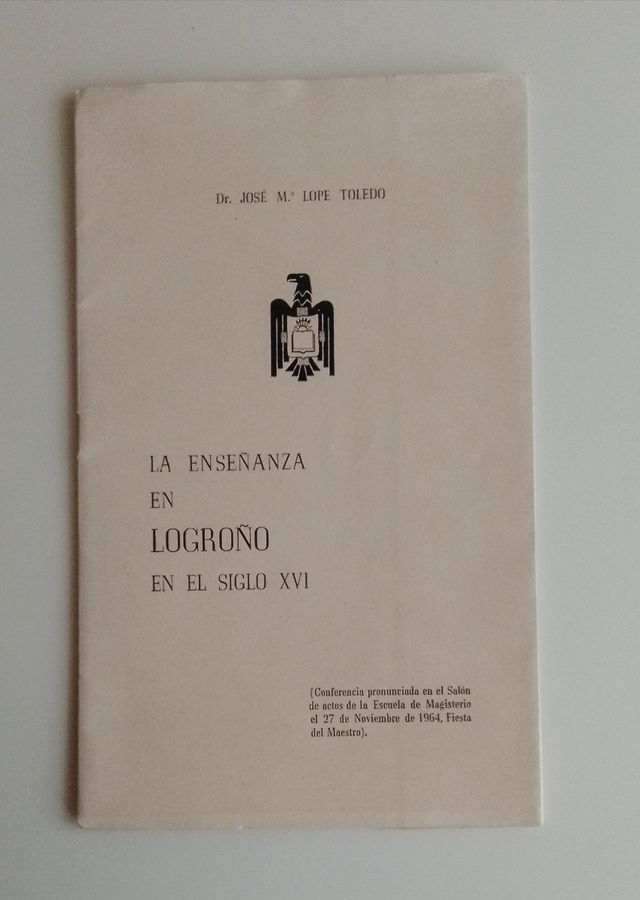 Dr. JOSÉ M.ª LOPE TOLEDO
LA ENSEÑANZA
EN
LOGROÑO
EN EL SIGLO XVI
(Conferencia pronunciada en el Salón
de actos de la Escuela de Magisterio
el 27 de Noviembre de 1964, Fiesta
del Maestro).